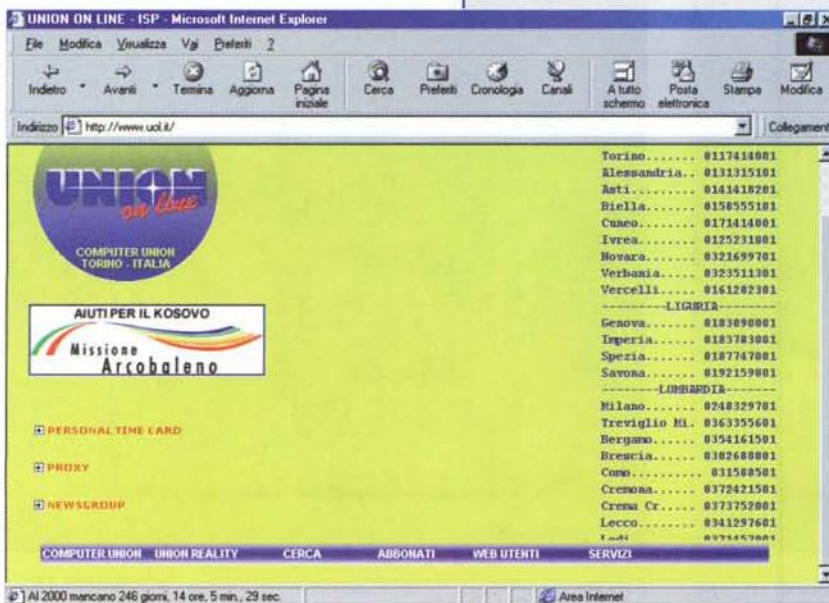 UNION ON LINE - ISP - Microsoft Internet Explorer
File Modifica Visualizza Vai Preferiti ?
Indietro Avanti Termina Aggiorna Pagina iniziale Cerca Preferiti Cronologia Canali A tutto schermo Posta elettronica Stampa Modifica
Indirizzo http://www.uol.it/ Collegamenti
UNION
on line
COMPUTER UNION
TORINO - ITALIA
AIUTI PER IL KOSOVO
Missione
Arcobaleno
PERSONAL TIME CARD
PROXY
NEWSGROUP
Torino....... 0117414001
Alessandria.. 0131315101
Asti......... 0141418201
Biella....... 0158555101
Cuneo........ 0171414001
Ivrea........ 0125231001
Novara....... 0321699701
Verbania..... 0323511301
Vercelli..... 0161282301
---------LIGURIA--------
Genova....... 0103090001
Imperia...... 0183783001
Spezia....... 0187747001
Savona....... 0192159001
--------LOMBARDIA-------
Milano....... 0248329701
Treviglio Mi. 0363355601
Bergamo...... 0354161501
Brescia...... 0302688001
Como.......... 031508501
Cremona...... 0372421501
Crema Cr..... 0373752001
Lecco........ 0341297601
Lodi
COMPUTER UNION UNION REALITY CERCA ABBONATI WEB UTENTI SERVIZI
Al 2000 mancano 246 giorni, 14 ore, 5 min., 29 sec. Area Internet